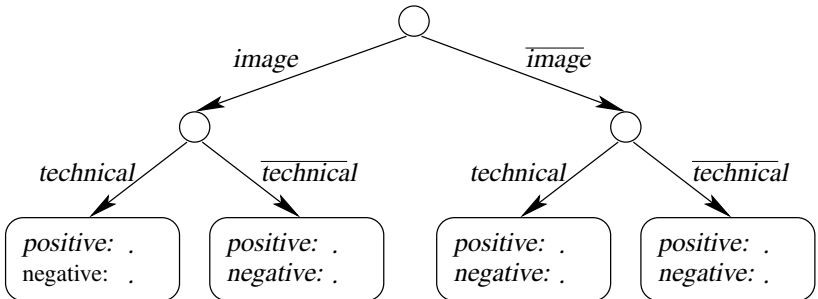 image image
technical technical technical technical
positive: . positive: . positive: . positive: .
negative: . negative: . negative: . negative: .